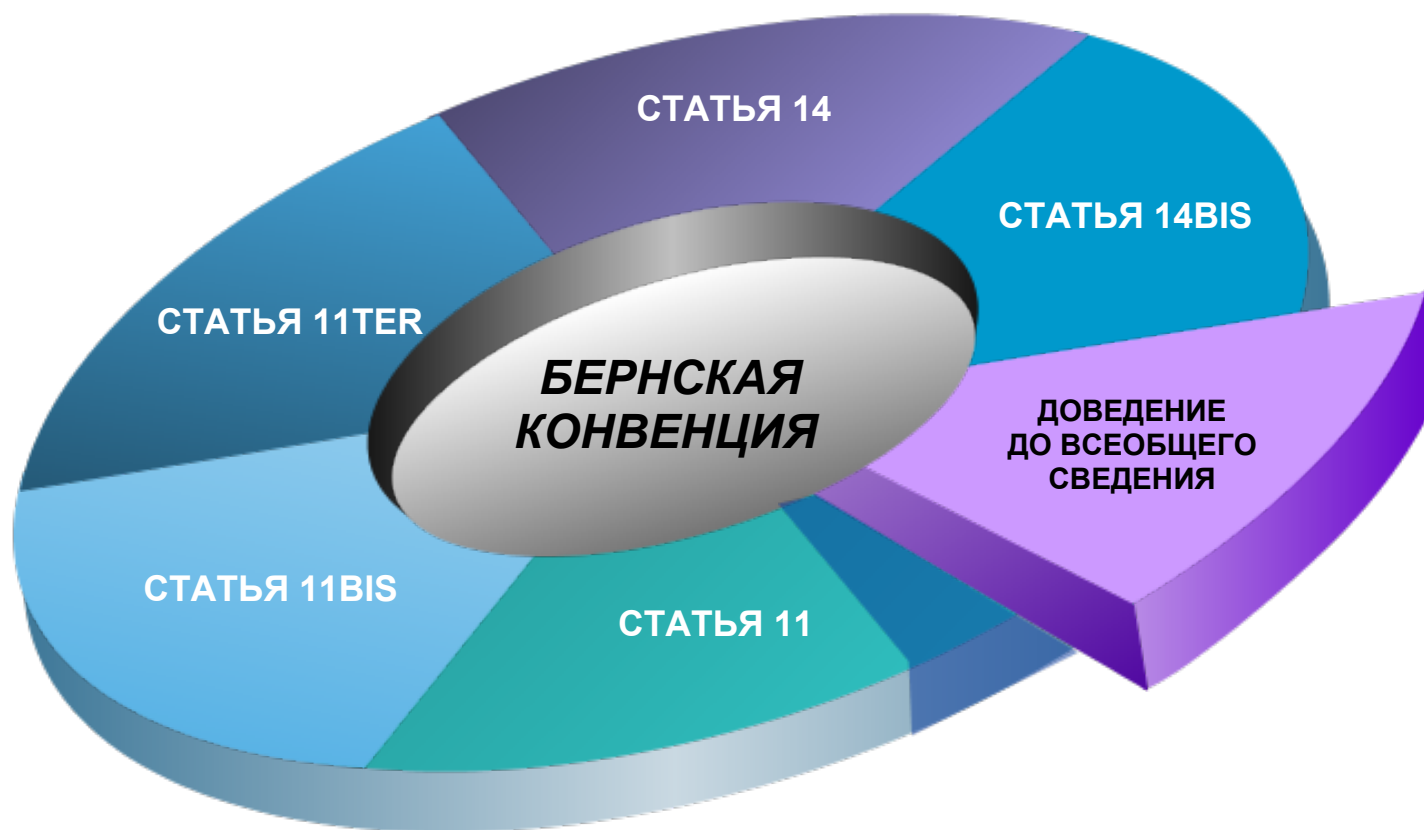 СТАТЬЯ 14
СТАТЬЯ 14BIS
СТАТЬЯ 11TER
БЕРНСКАЯ
КОНВЕНЦИЯ
ДОВЕДЕНИЕ
ДО ВСЕОБЩЕГО
СВЕДЕНИЯ
СТАТЬЯ 11BIS
СТАТЬЯ 11